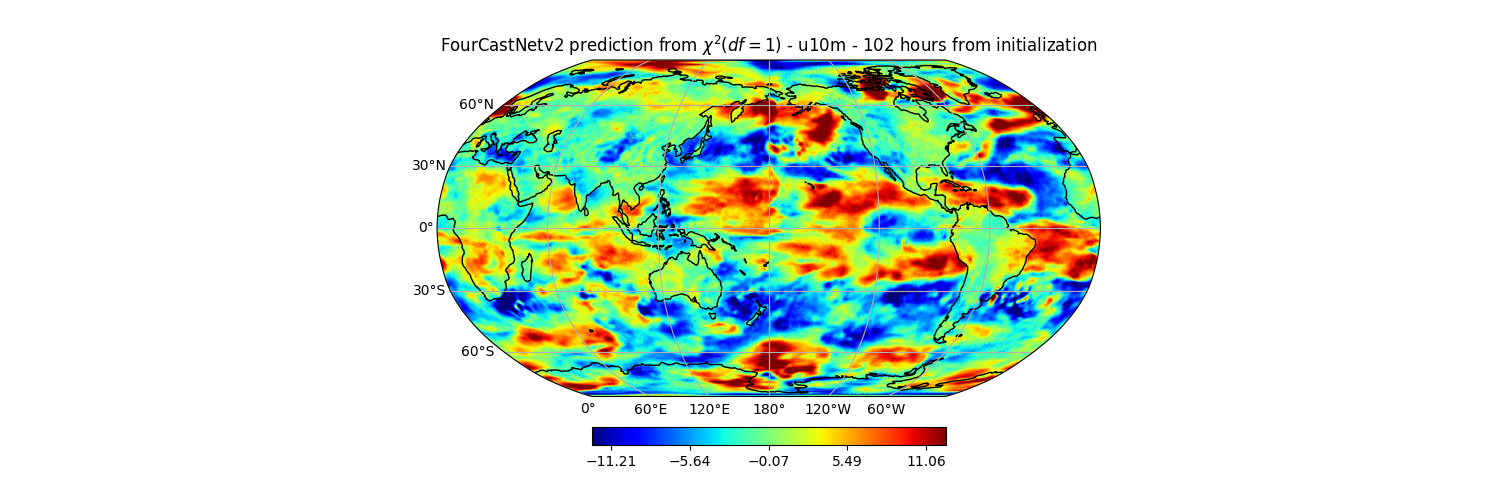 FourCastNetv2 prediction from χ²(df = 1) - u10m - 102 hours from initialization
60°N
30°N
0°
30°S
60°S
0° 60°E 120°E 180° 120°W 60°W
−11.21 −5.64 −0.07 5.49 11.06